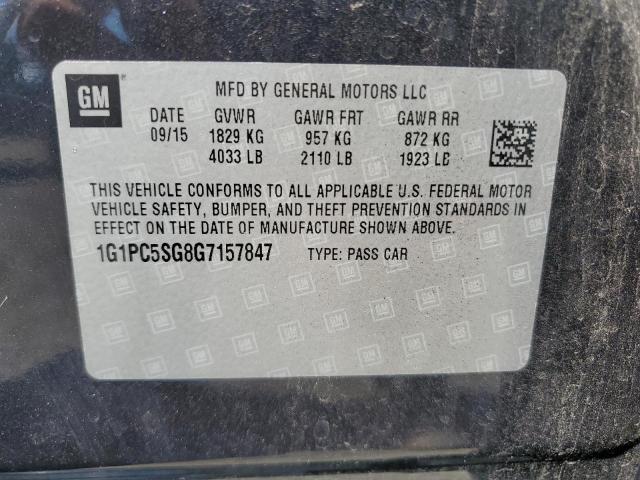 GM
MFD BY GENERAL MOTORS LLC
DATE GVWR GAWR FRT GAWR RR
09/15 1829 KG 957 KG 872 KG
4033 LB 2110 LB 1923 LB
THIS VEHICLE CONFORMS TO ALL APPLICABLE U.S. FEDERAL MOTOR
VEHICLE SAFETY, BUMPER, AND THEFT PREVENTION STANDARDS IN
EFFECT ON THE DATE OF MANUFACTURE SHOWN ABOVE.
1G1PC5SG8G7157847 TYPE: PASS CAR